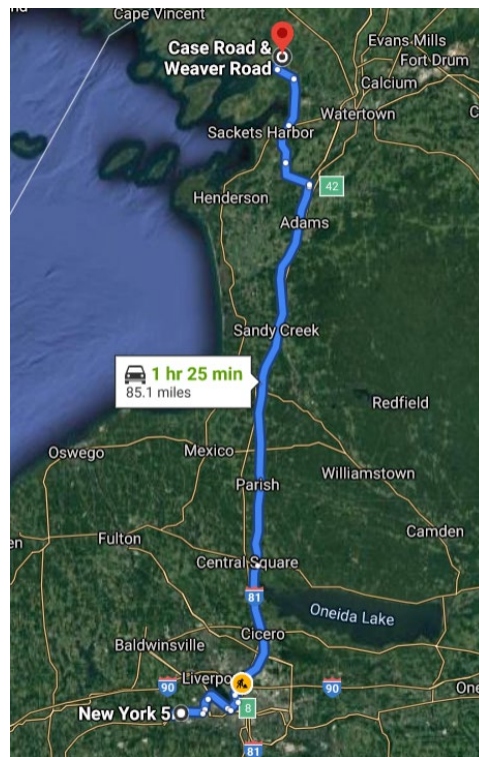 Cape Vincent
Case Road &
Weaver Road
Evans Mills
Fort Drum
Calcium
Watertown
Sackets Harbor
42
Henderson
Adams
Sandy Creek
1 hr 25 min
85.1 miles
Redfield
Oswego
Mexico
Williamstown
Parish
Camden
Fulton
Central Square
81
Oneida Lake
Cicero
Baldwinsville
Liverpo
90
90
New York 5
8
81